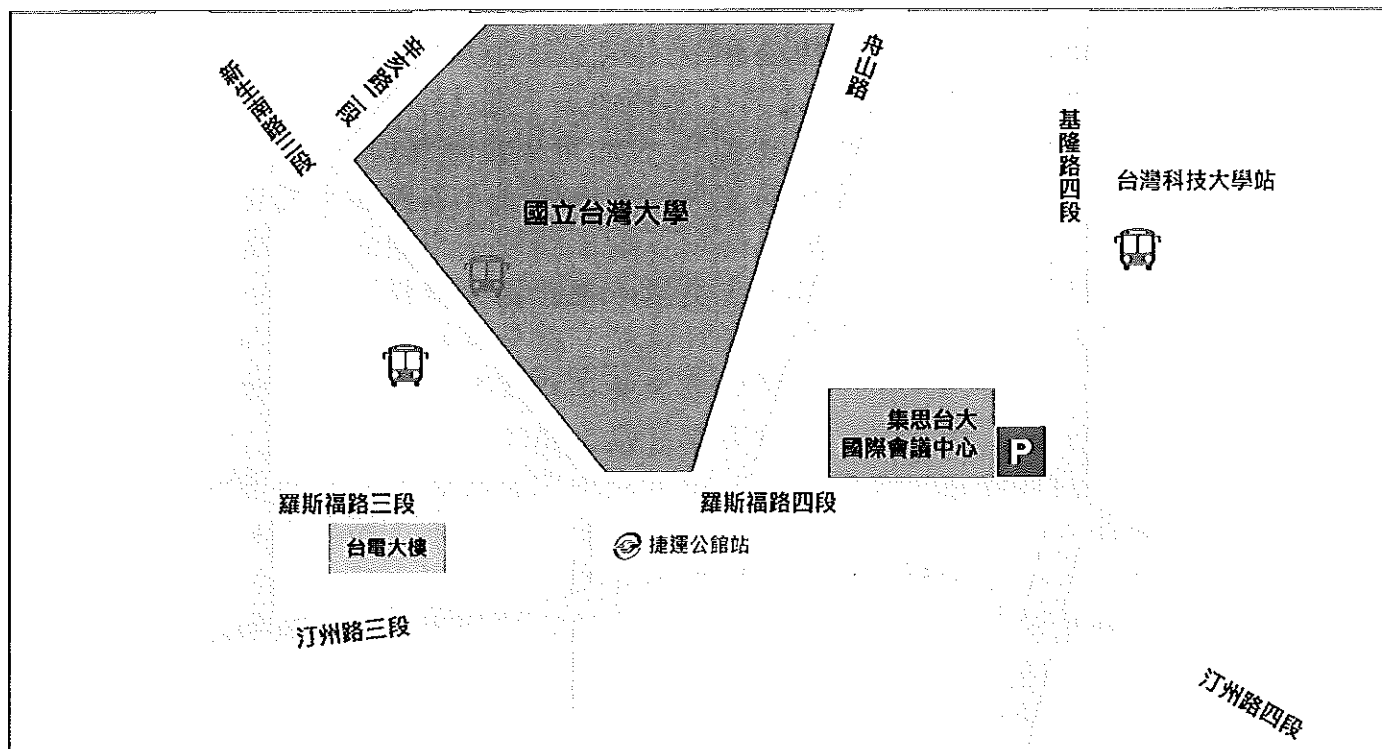 新生南路三段
辛亥路二段
舟山路
基隆路四段
台灣科技大學站
國立台灣大學
集思台大
國際會議中心
P
羅斯福路三段
羅斯福路四段
台電大樓
捷運公館站
汀州路三段
汀州路四段